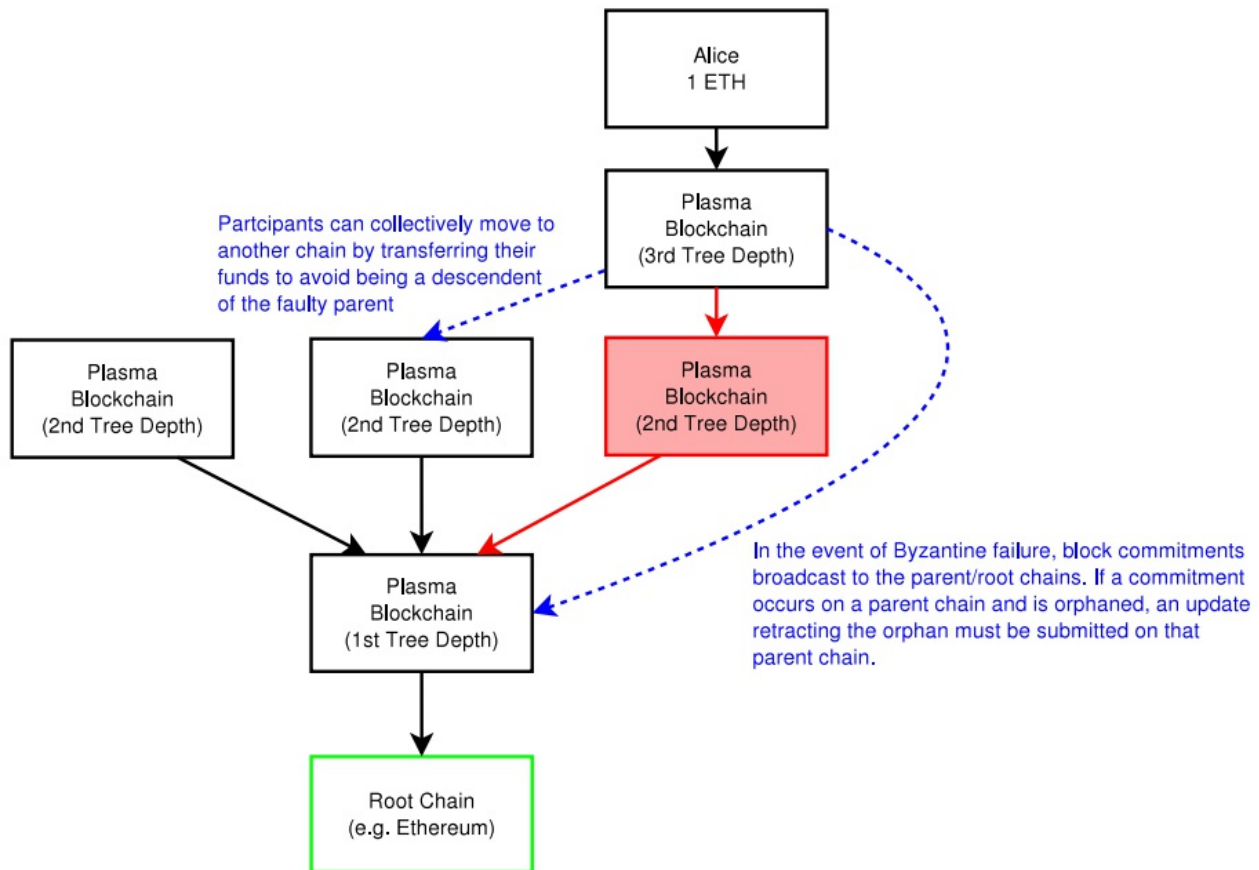 Alice
1 ETH
Plasma
Blockchain
(3rd Tree Depth)
Partcipants can collectively move to
another chain by transferring their
funds to avoid being a descendent
of the faulty parent
Plasma
Blockchain
(2nd Tree Depth)
Plasma
Blockchain
(2nd Tree Depth)
Plasma
Blockchain
(2nd Tree Depth)
In the event of Byzantine failure, block commitments
broadcast to the parent/root chains. If a commitment
occurs on a parent chain and is orphaned, an update
retracting the orphan must be submitted on that
parent chain.
Plasma
Blockchain
(1st Tree Depth)
Root Chain
(e.g. Ethereum)